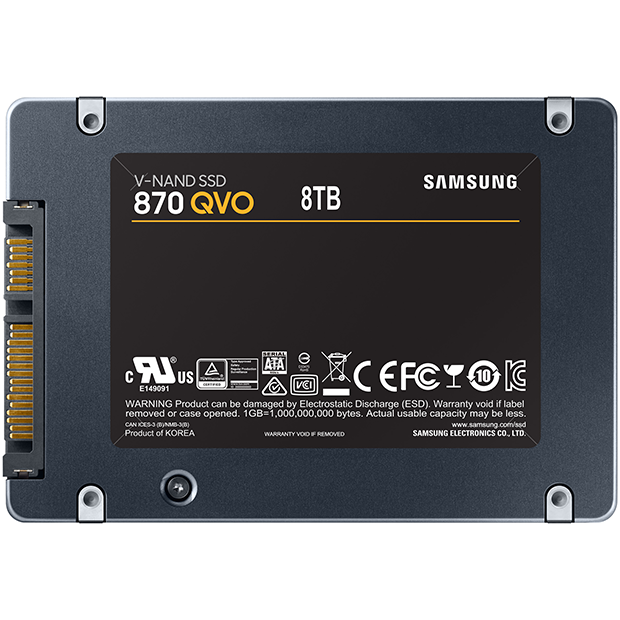 V-NAND SSD
870 QVO
8TB
SAMSUNG
c RU® US
E149091
SERIAL
ATA
VCI
CE FC 10
WARNING Product can be damaged by Electrostatic Discharge (ESD). Warranty void if label
removed or case opened. 1GB=1,000,000,000 bytes. Actual usable capacity may be less.
CAN ICES-3 (B)/NMB-3(B)
www.samsung.com/ssd
Product of KOREA
WARRANTY VOID IF REMOVED
SAMSUNG ELECTRONICS CO., LTD.